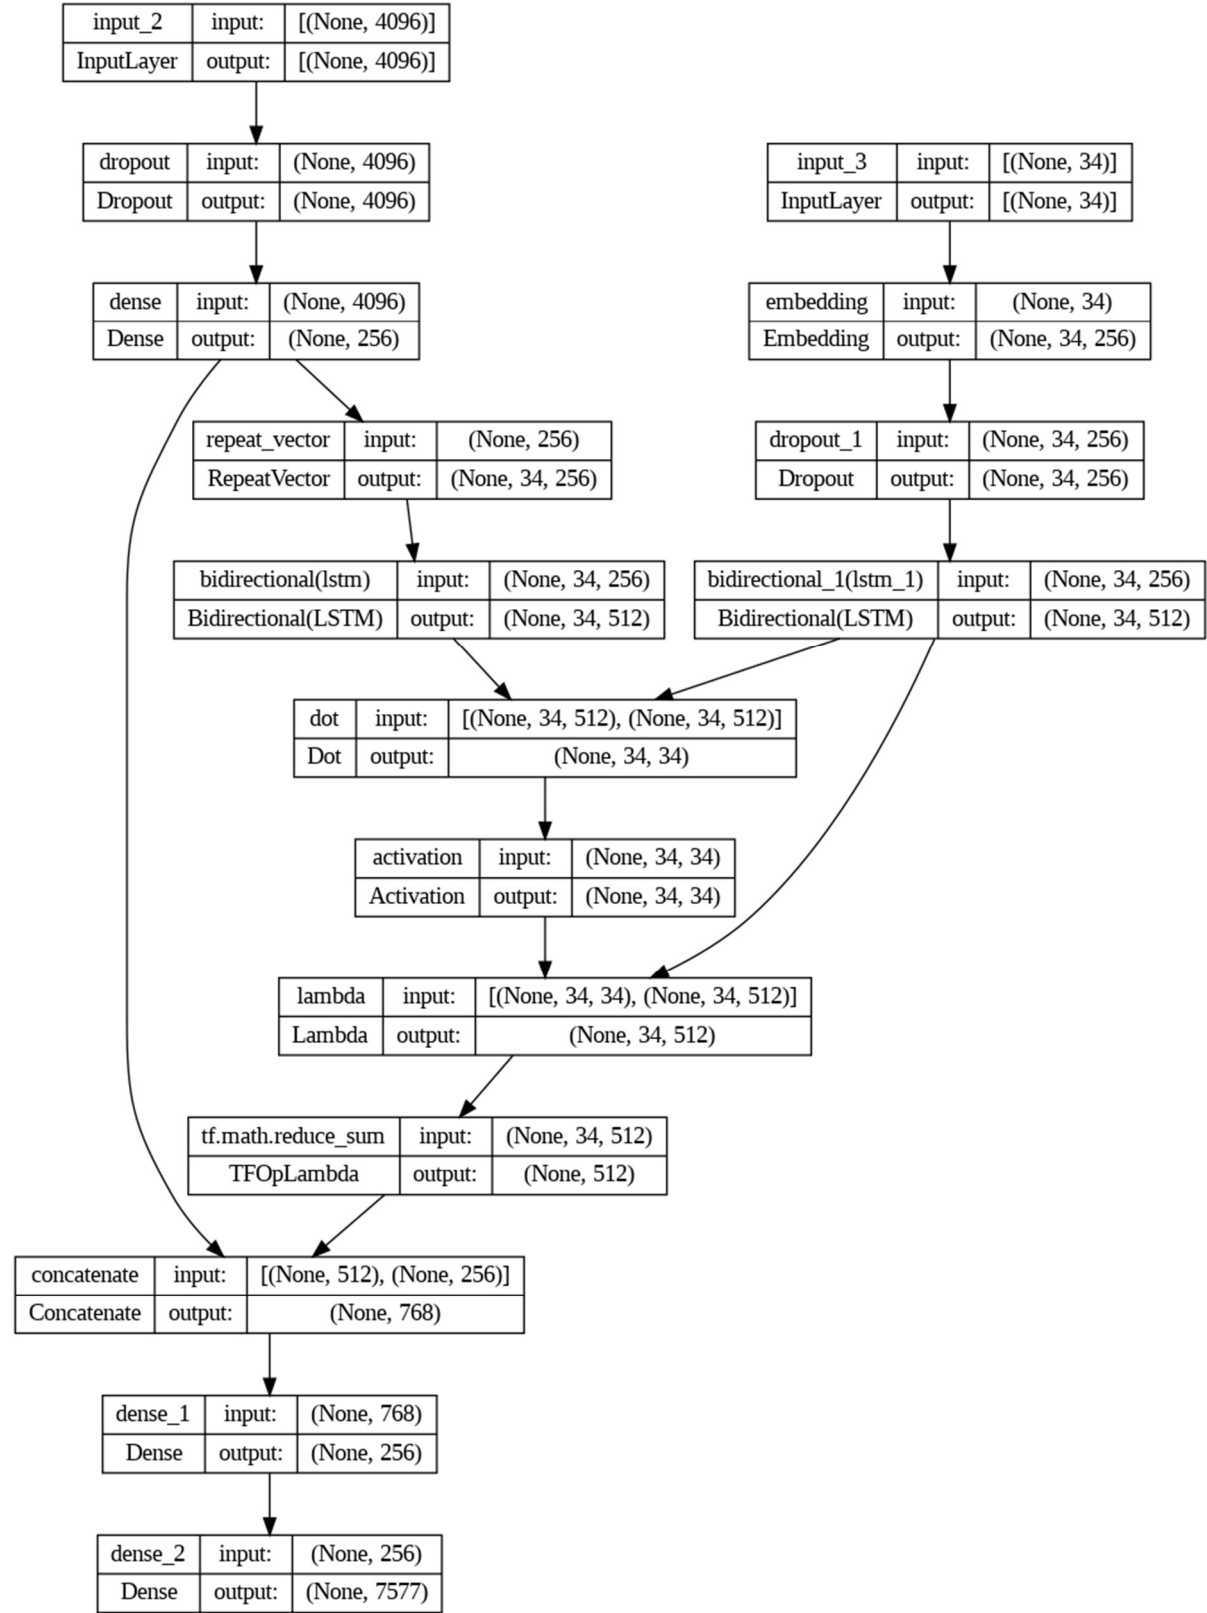 input_2 input: [(None, 4096)]
InputLayer output: [(None, 4096)]
dropout input: (None, 4096)
Dropout output: (None, 4096)
input_3 input: [(None, 34)]
InputLayer output: [(None, 34)]
dense input: (None, 4096)
Dense output: (None, 256)
embedding input: (None, 34)
Embedding output: (None, 34, 256)
repeat_vector input: (None, 256)
RepeatVector output: (None, 34, 256)
dropout_1 input: (None, 34, 256)
Dropout output: (None, 34, 256)
bidirectional(lstm) input: (None, 34, 256)
Bidirectional(LSTM) output: (None, 34, 512)
bidirectional_1(lstm_1) input: (None, 34, 256)
Bidirectional(LSTM) output: (None, 34, 512)
dot input: [(None, 34, 512), (None, 34, 512)]
Dot output: (None, 34, 34)
activation input: (None, 34, 34)
Activation output: (None, 34, 34)
lambda input: [(None, 34, 34), (None, 34, 512)]
Lambda output: (None, 34, 512)
tf.math.reduce_sum input: (None, 34, 512)
TFOpLambda output: (None, 512)
concatenate input: [(None, 512), (None, 256)]
Concatenate output: (None, 768)
dense_1 input: (None, 768)
Dense output: (None, 256)
dense_2 input: (None, 256)
Dense output: (None, 7577)